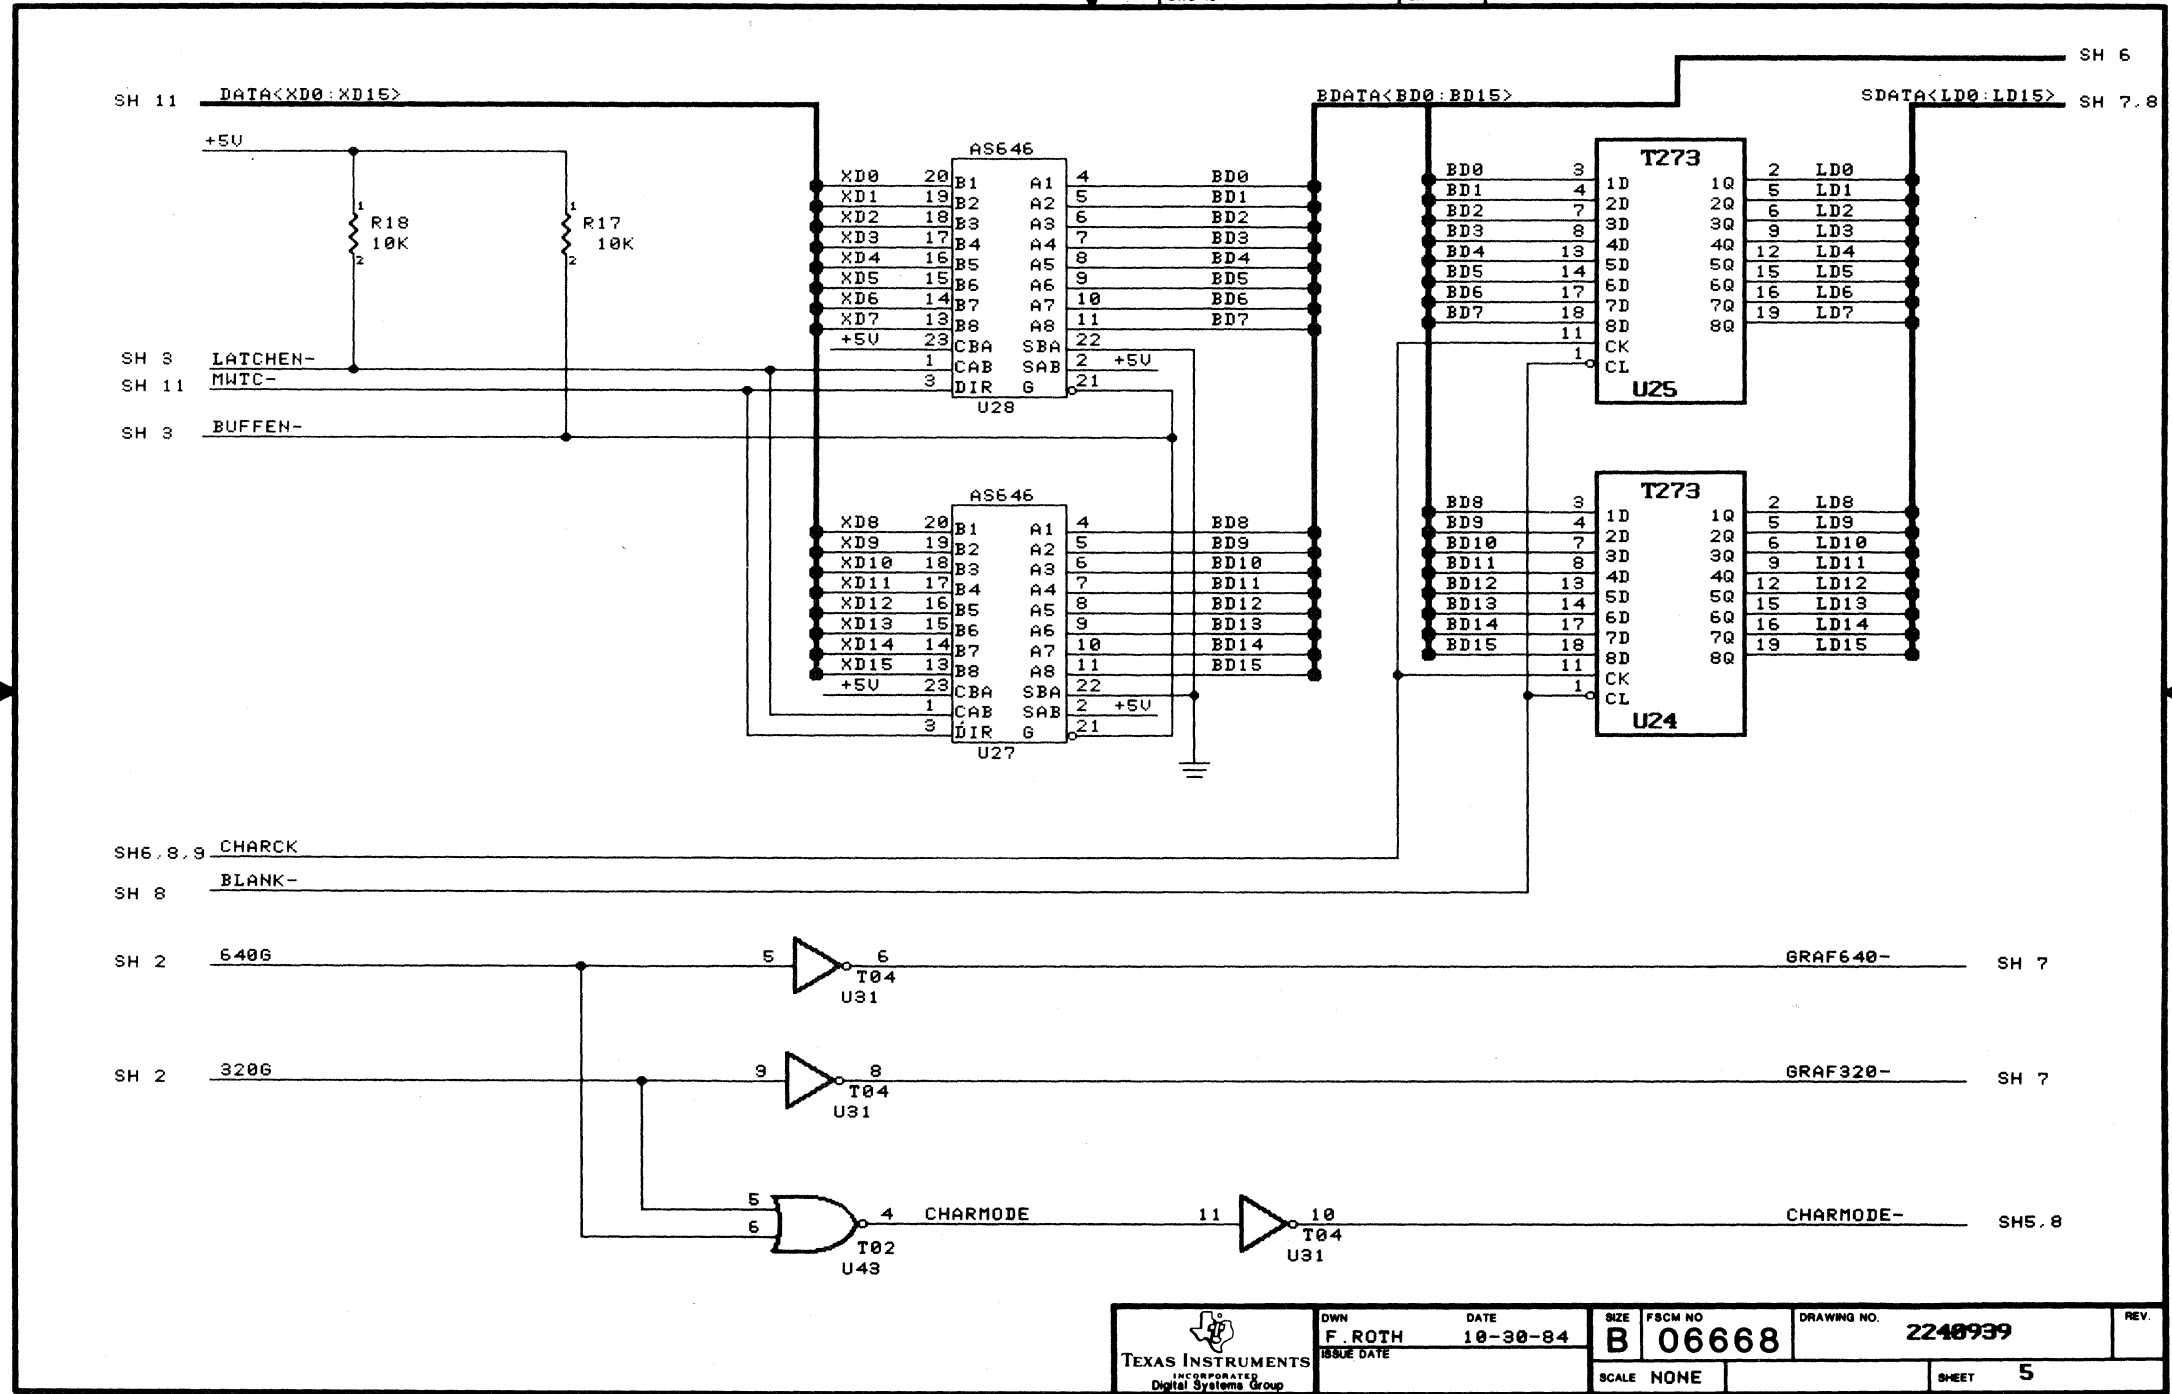 SH 6
SH 11 DATA<XD0:XD15> BDATA<BD0:BD15> SDATA<LD0:LD15> SH 7,8
+5V
R18
10K
1
2
R17
10K
1
2
AS646
XD0 20 B1 A1 4 BD0
XD1 19 B2 A2 5 BD1
XD2 18 B3 A3 6 BD2
XD3 17 B4 A4 7 BD3
XD4 16 B5 A5 8 BD4
XD5 15 B6 A6 9 BD5
XD6 14 B7 A7 10 BD6
XD7 13 B8 A8 11 BD7
+5V 23 CBA SBA 22
1 CAB SAB 2 +5V
3 DIR G 21
U28
T273
BD0 3 1D 1Q 2 LD0
BD1 4 2D 2Q 5 LD1
BD2 7 3D 3Q 6 LD2
BD3 8 4D 4Q 9 LD3
BD4 13 5D 5Q 12 LD4
BD5 14 6D 6Q 15 LD5
BD6 17 7D 7Q 16 LD6
BD7 18 8D 8Q 19 LD7
11 CK
1 CL
U25
SH 3 LATCHEN-
SH 11 MWTC-
SH 3 BUFFEN-
AS646
XD8 20 B1 A1 4 BD8
XD9 19 B2 A2 5 BD9
XD10 18 B3 A3 6 BD10
XD11 17 B4 A4 7 BD11
XD12 16 B5 A5 8 BD12
XD13 15 B6 A6 9 BD13
XD14 14 B7 A7 10 BD14
XD15 13 B8 A8 11 BD15
+5V 23 CBA SBA 22
1 CAB SAB 2 +5V
3 DIR G 21
U27
T273
BD8 3 1D 1Q 2 LD8
BD9 4 2D 2Q 5 LD9
BD10 7 3D 3Q 6 LD10
BD11 8 4D 4Q 9 LD11
BD12 13 5D 5Q 12 LD12
BD13 14 6D 6Q 15 LD13
BD14 17 7D 7Q 16 LD14
BD15 18 8D 8Q 19 LD15
11 CK
1 CL
U24
SH6,8,9 CHARCK
SH 8 BLANK-
SH 2 640G 5 6 GRAF640- SH 7
T04
U31
SH 2 320G 9 8 GRAF320- SH 7
T04
U31
5
6 4 CHARMODE 11 10 CHARMODE- SH5,8
T02
U43
T04
U31
TEXAS INSTRUMENTS
INCORPORATED
Digital Systems Group
DWN DATE
F.ROTH 10-30-84
ISSUE DATE
SIZE
B
FSCM NO
06668
DRAWING NO.
2240939
REV.
SCALE NONE
SHEET 5